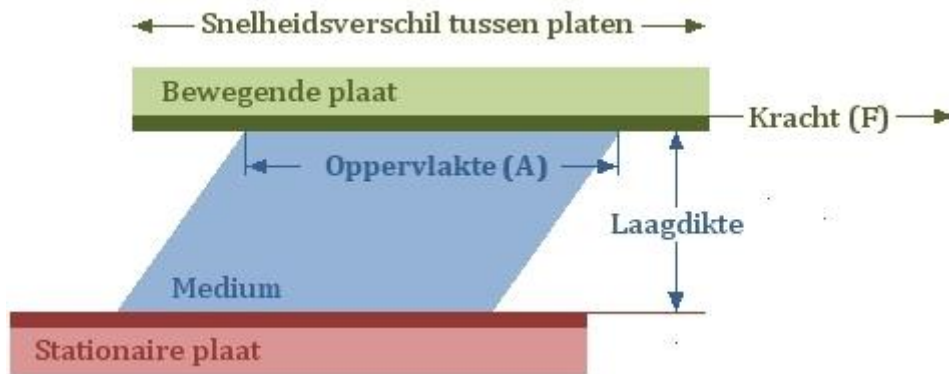 Snelheidsverschil tussen platen
Bewegende plaat
Kracht (F)
Oppervlakte (A)
Laagdikte
Medium
Stationaire plaat